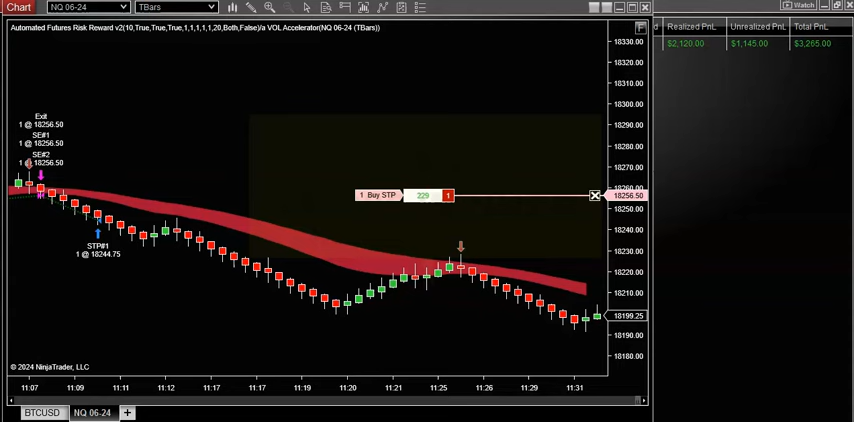 Chart
NQ 06-24
TBars
Watch
Automated Futures Risk Reward v2(10,True,True,True,1,1,1,1,20,Both,False)/a VOL Accelerator(NQ 06-24 (TBars))
F
d
Realized PnL
Unrealized PnL
Total PnL
$2,120.00
$1,145.00
$3,265.00
18330.00
18320.00
18310.00
18300.00
18290.00
18280.00
18270.00
18260.00
18256.50
18250.00
18240.00
18230.00
18220.00
18210.00
18199.25
18190.00
18180.00
Exit
1 @ 18256.50
SE#1
1 @ 18256.50
SE#2
1 @ 18256.50
1 Buy STP
229
1
STP#1
1 @ 18244.75
© 2024 NinjaTrader, LLC
11:07
11:07
11:11
11:12
11:14
11:17
11:20
11:21
11:25
11:26
11:29
11:31
BTCUSD
NQ 06-24
+